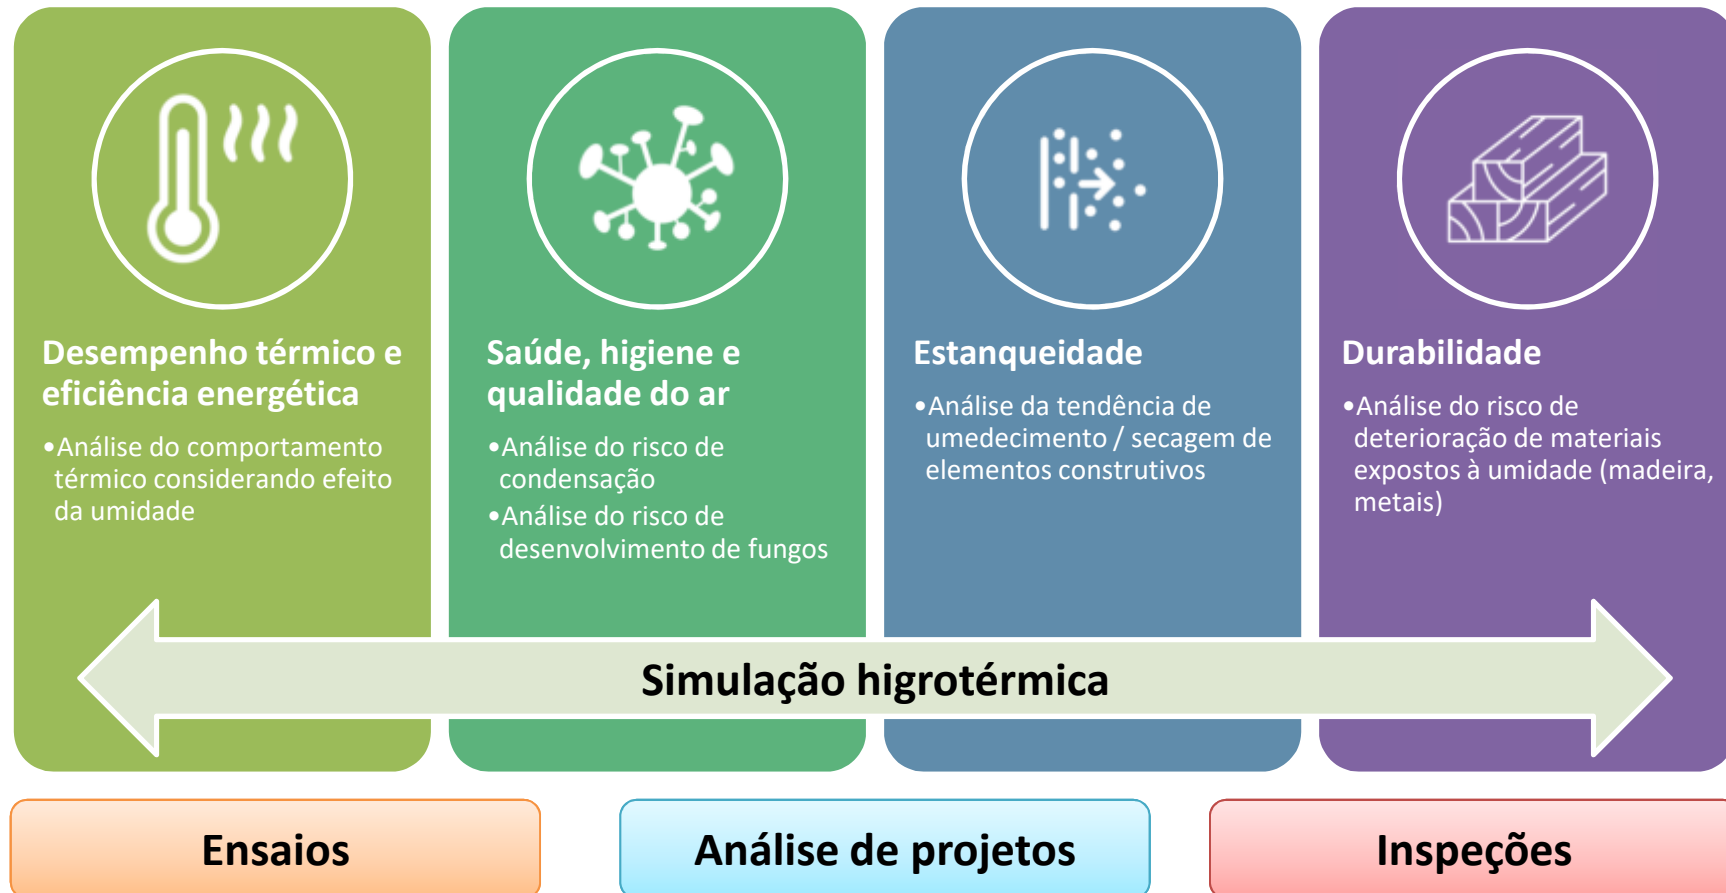 Desempenho térmico e
eficiência energética
•Análise do comportamento
térmico considerando efeito
da umidade
Saúde, higiene e
qualidade do ar
•Análise do risco de
condensação
•Análise do risco de
desenvolvimento de fungos
Estanqueidade
•Análise da tendência de
umedecimento / secagem de
elementos construtivos
Durabilidade
•Análise do risco de
deterioração de materiais
expostos à umidade (madeira,
metais)
Simulação higrotérmica
Ensaios
Análise de projetos
Inspeções